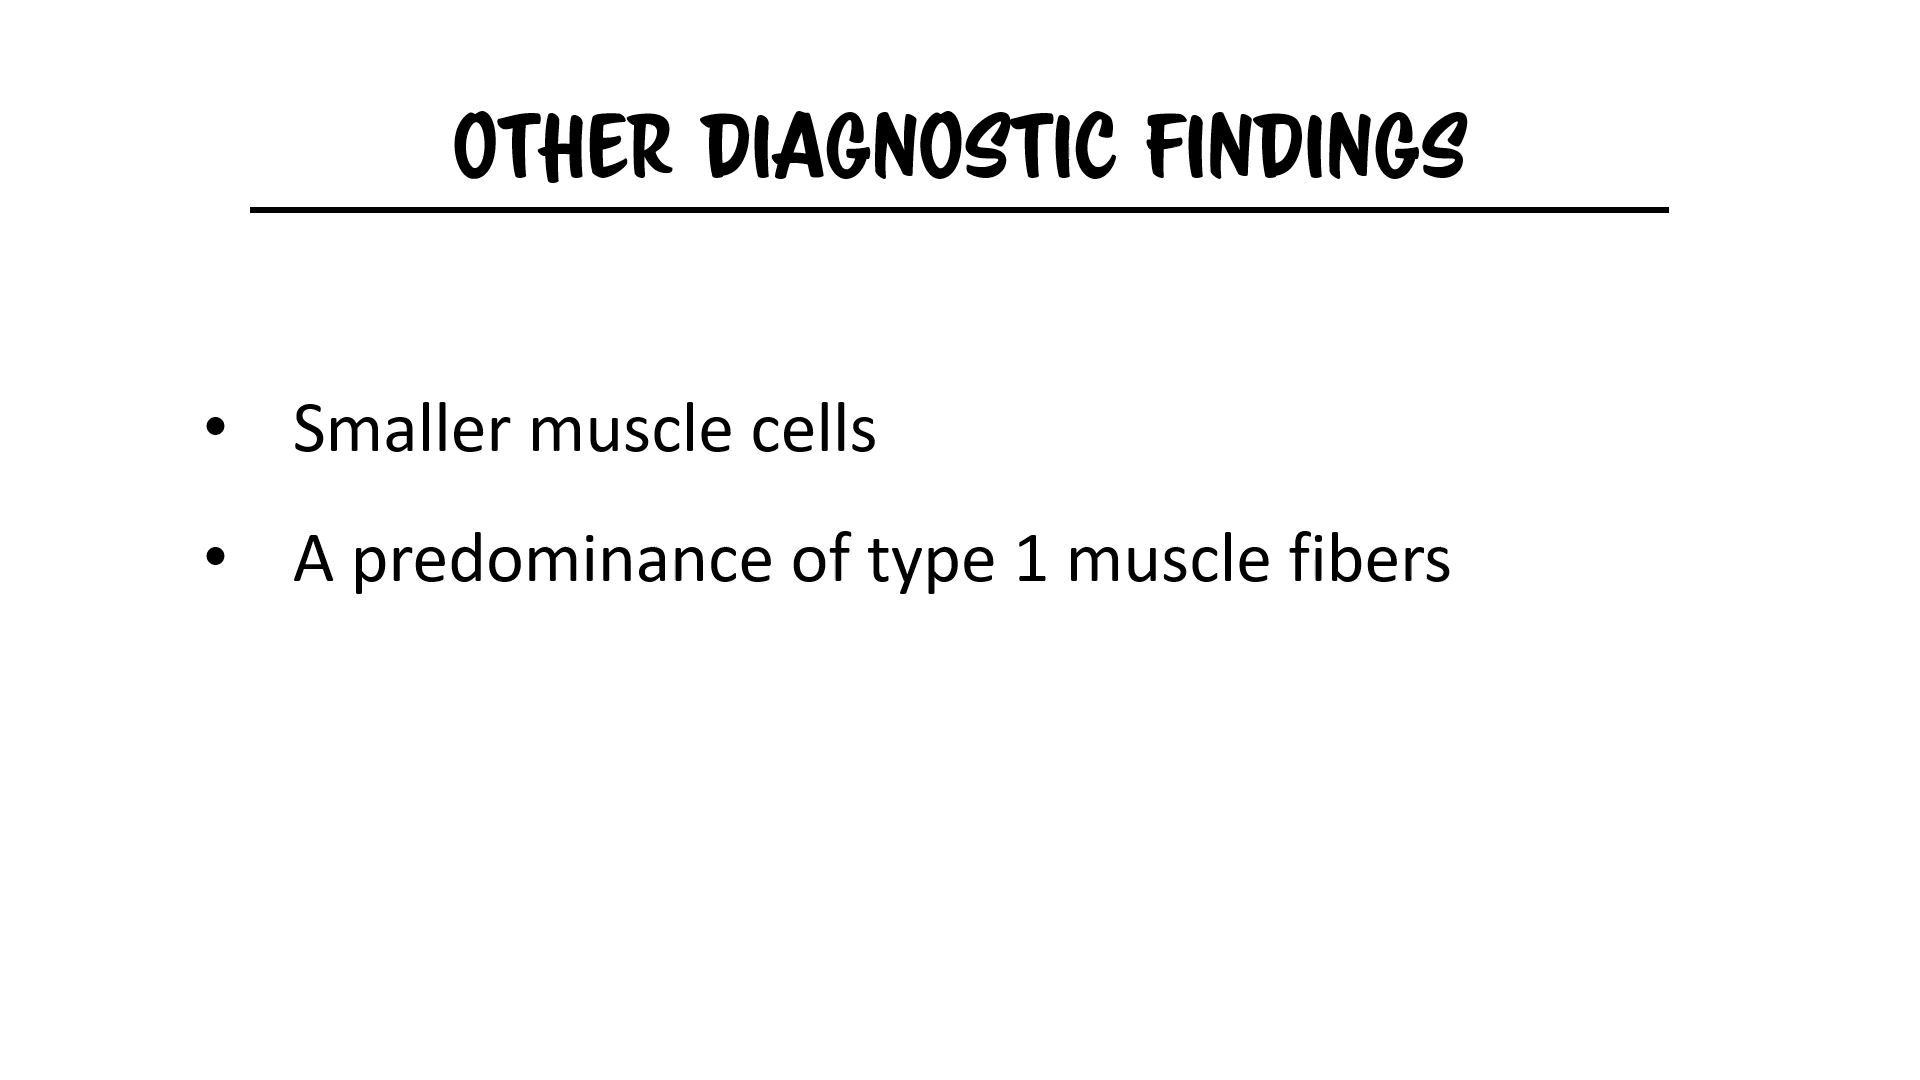 OTHER DIAGNOSTIC FINDINGS
• Smaller muscle cells
• A predominance of type 1 muscle fibers